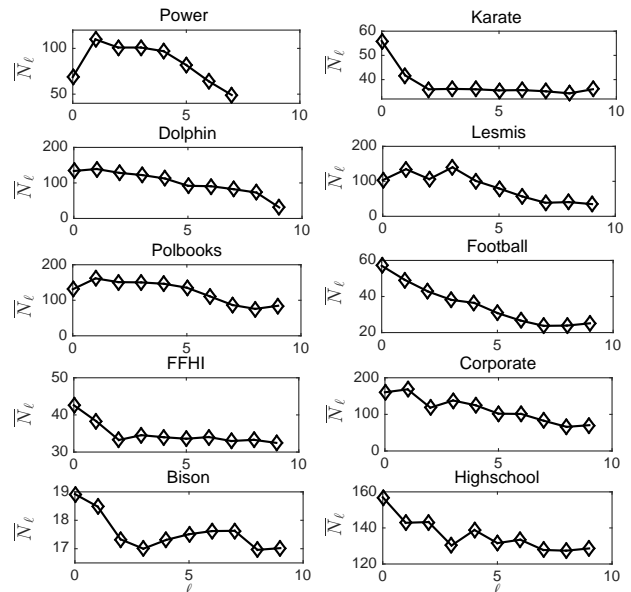 Power
Karate
N̅ℓ
100
50
0 5 10
N̅ℓ
60
40
0 5 10
Dolphin
Lesmis
N̅ℓ
200
100
0
0 5 10
N̅ℓ
200
100
0
0 5 10
Polbooks
Football
N̅ℓ
200
100
0
0 5 10
N̅ℓ
60
40
20
0 5 10
FFHI
Corporate
N̅ℓ
50
40
30
0 5 10
N̅ℓ
200
100
0
0 5 10
Bison
Highschool
N̅ℓ
19
18
17
0 5 10
ℓ
N̅ℓ
160
140
120
0 5 10
ℓ